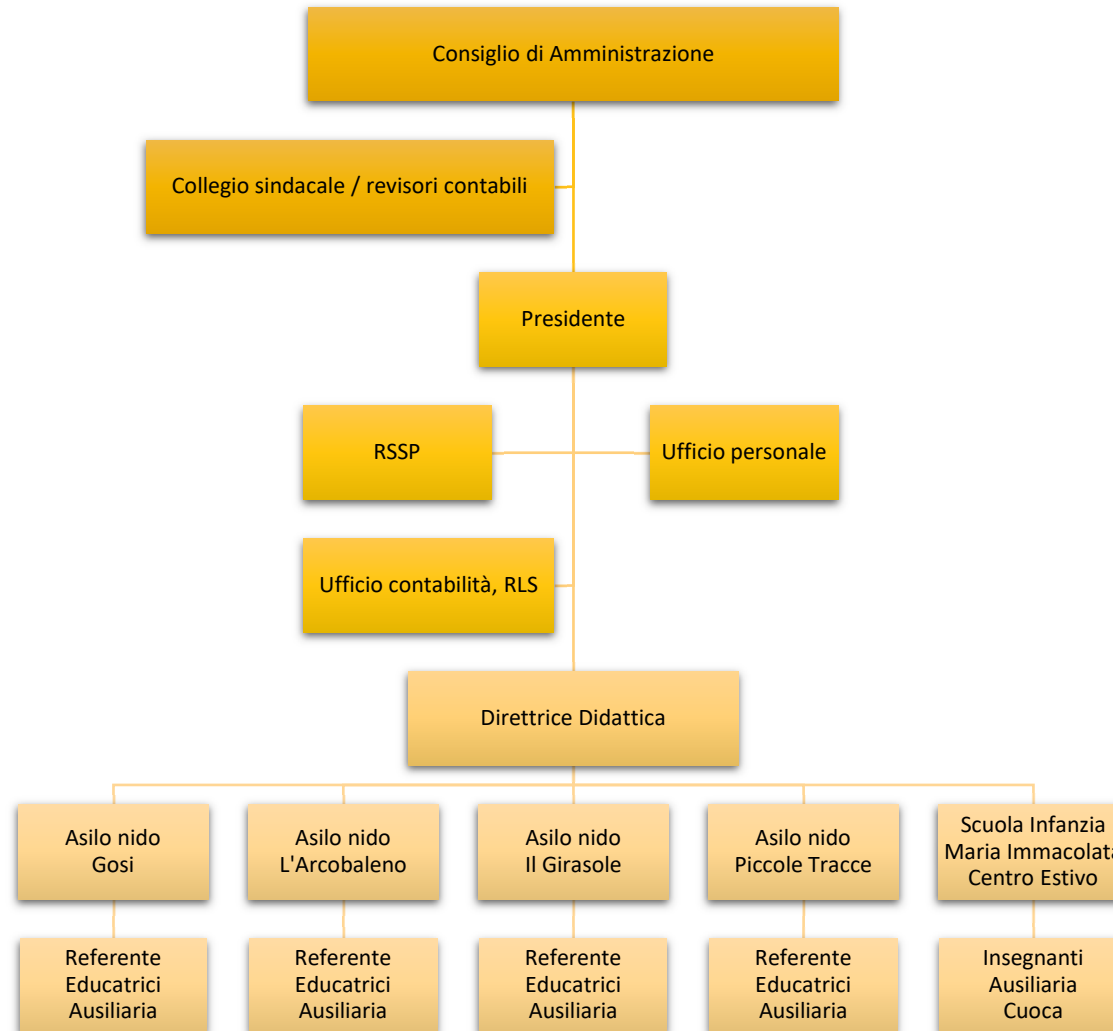 Consiglio di Amministrazione
Collegio sindacale / revisori contabili
Presidente
RSSP
Ufficio personale
Ufficio contabilità, RLS
Direttrice Didattica
Asilo nido
Gosi
Asilo nido
L'Arcobaleno
Asilo nido
Il Girasole
Asilo nido
Piccole Tracce
Scuola Infanzia
Maria Immacolata
Centro Estivo
Referente
Educatrici
Ausiliaria
Referente
Educatrici
Ausiliaria
Referente
Educatrici
Ausiliaria
Referente
Educatrici
Ausiliaria
Insegnanti
Ausiliaria
Cuoca